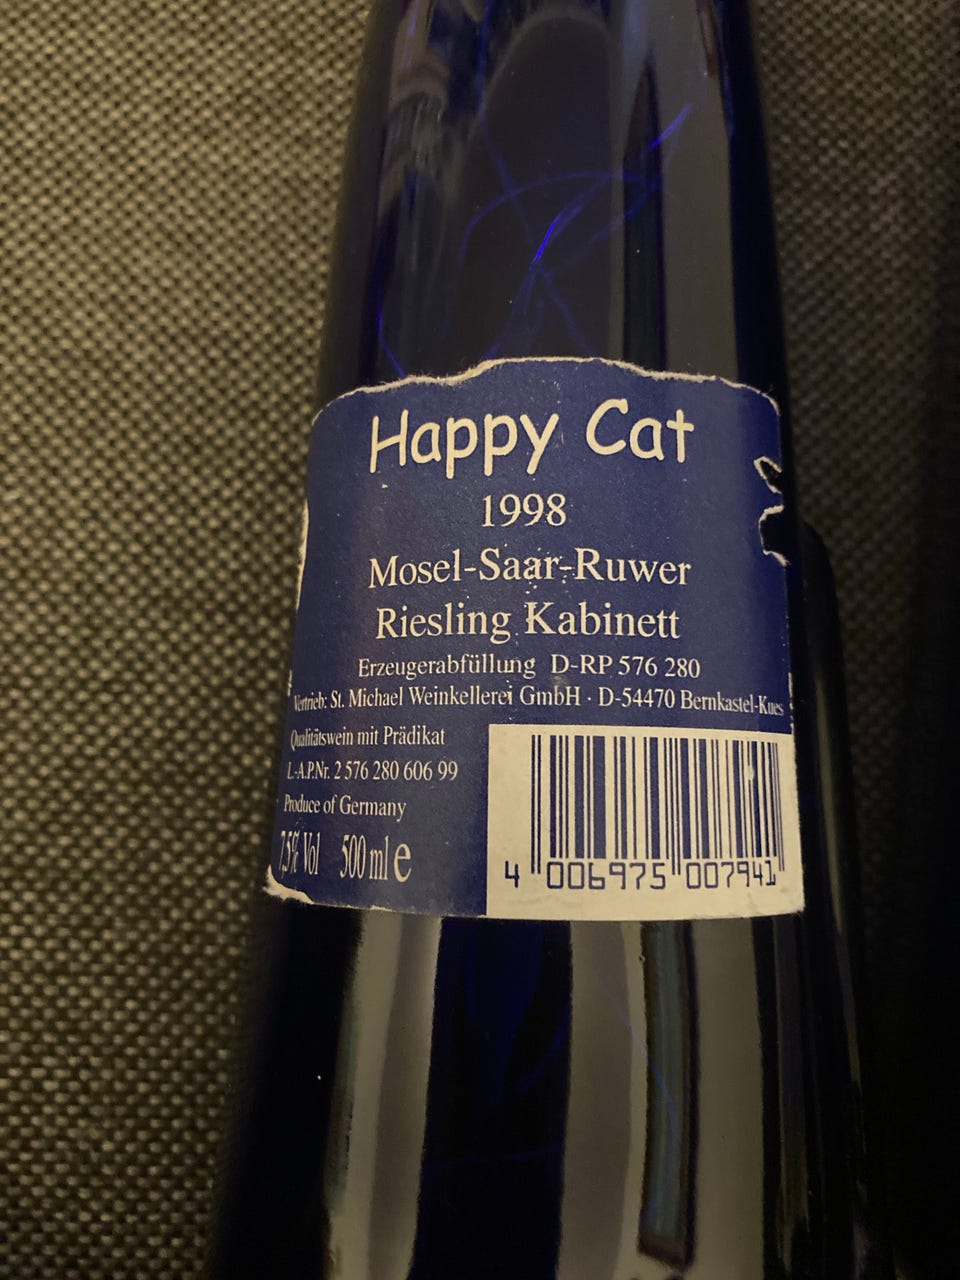 Happy Cat
1998
Mosel-Saar-Ruwer
Riesling Kabinett
Erzeugerabfüllung D-RP 576 280
Vertrieb: St. Michael Weinkellerei GmbH · D-54470 Bernkastel-Kues
Qualitätswein mit Prädikat
L-A.P.Nr. 2 576 280 606 99
Produce of Germany
7,5% Vol 500 ml e
4 006975 007941